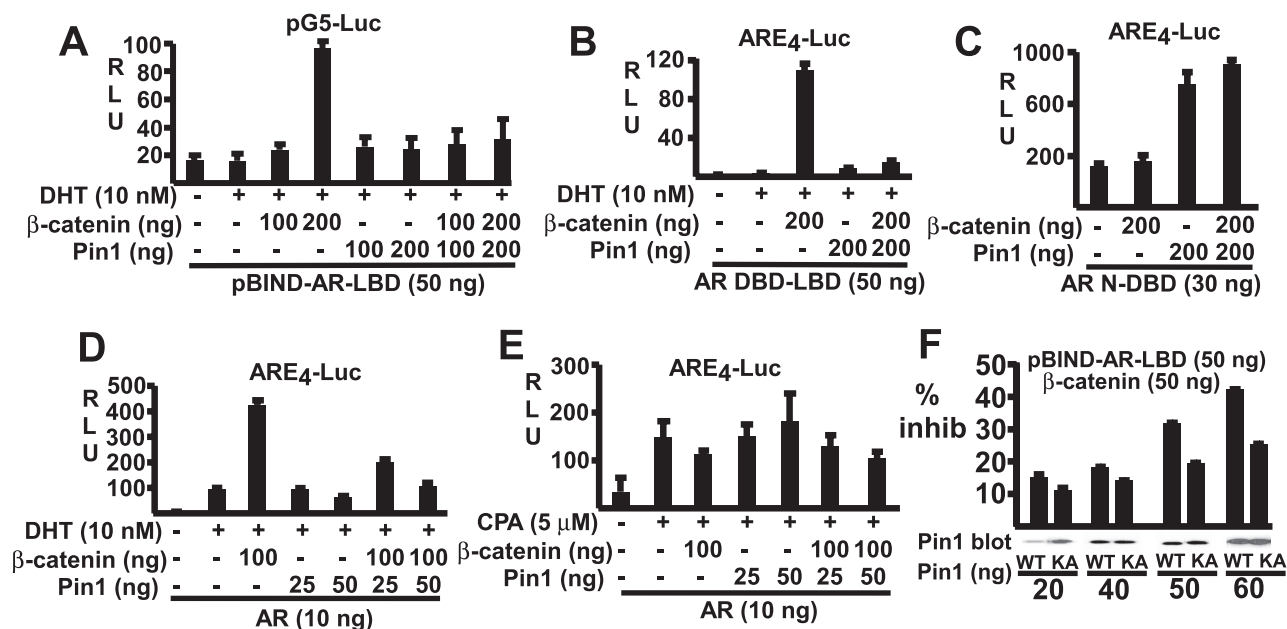 A
pG5-Luc
RLU
100
80
60
40
20
DHT (10 nM) - + + + + + + +
β-catenin (ng) - - 100 200 - - 100 200
Pin1 (ng) - - - - 100 200 100 200
pBIND-AR-LBD (50 ng)
B
ARE4-Luc
RLU
120
80
40
DHT (10 nM) - + + + +
β-catenin (ng) - - 200 - 200
Pin1 (ng) - - - 200 200
AR DBD-LBD (50 ng)
C
ARE4-Luc
RLU
1000
600
200
β-catenin (ng) - 200 - 200
Pin1 (ng) - - 200 200
AR N-DBD (30 ng)
D
ARE4-Luc
RLU
500
400
300
200
100
DHT (10 nM) - + + + + + +
β-catenin (ng) - - 100 - - 100 100
Pin1 (ng) - - - 25 50 25 50
AR (10 ng)
E
ARE4-Luc
RLU
300
200
100
CPA (5 μM) - + + + + + +
β-catenin (ng) - - 100 - - 100 100
Pin1 (ng) - - - 25 50 25 50
AR (10 ng)
F
pBIND-AR-LBD (50 ng)
β-catenin (50 ng)
% inhib
50
40
30
20
10
Pin1 blot
WT KA WT KA WT KA WT KA
Pin1 (ng)
20 40 50 60